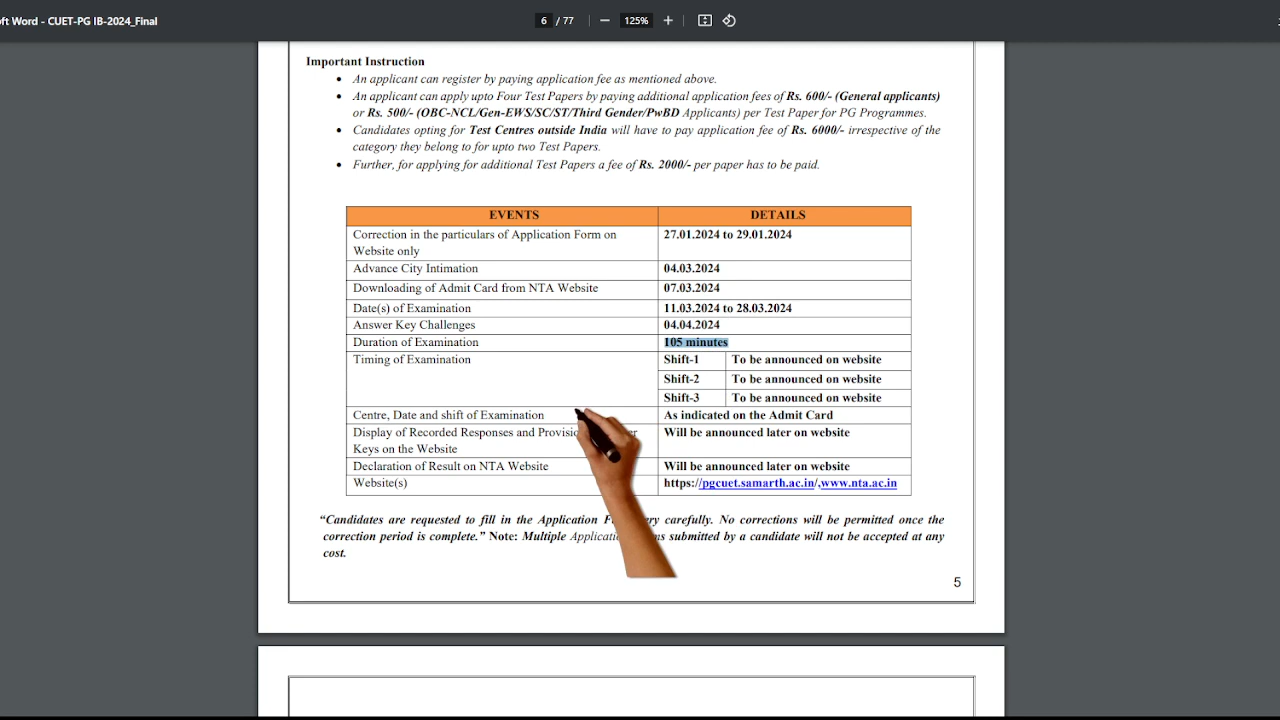 oft Word - CUET-PG IB-2024_Final
6 / 77
125%
Important Instruction
• An applicant can register by paying application fee as mentioned above.
• An applicant can apply upto Four Test Papers by paying additional application fees of Rs. 600/- (General applicants)
or Rs. 500/- (OBC-NCL/Gen-EWS/SC/ST/Third Gender/PwBD Applicants) per Test Paper for PG Programmes.
• Candidates opting for Test Centres outside India will have to pay application fee of Rs. 6000/- irrespective of the
category they belong to for upto two Test Papers.
• Further, for applying for additional Test Papers a fee of Rs. 2000/- per paper has to be paid.
EVENTS DETAILS
Correction in the particulars of Application Form on 27.01.2024 to 29.01.2024
Website only
Advance City Intimation 04.03.2024
Downloading of Admit Card from NTA Website 07.03.2024
Date(s) of Examination 11.03.2024 to 28.03.2024
Answer Key Challenges 04.04.2024
Duration of Examination 105 minutes
Timing of Examination Shift-1 To be announced on website
Shift-2 To be announced on website
Shift-3 To be announced on website
Centre, Date and shift of Examination As indicated on the Admit Card
Display of Recorded Responses and Will be announced later on website
Keys on the Website
Declaration of Result on NTA Website Will be announced later on website
Website(s) https://pgcuet.samarth.ac.in/,www.nta.ac.in
“Candidates are requested to fill in the Application carefully. No corrections will be permitted once the
correction period is complete.” Note: Multiple submitted by a candidate will not be accepted at any
cost.
5